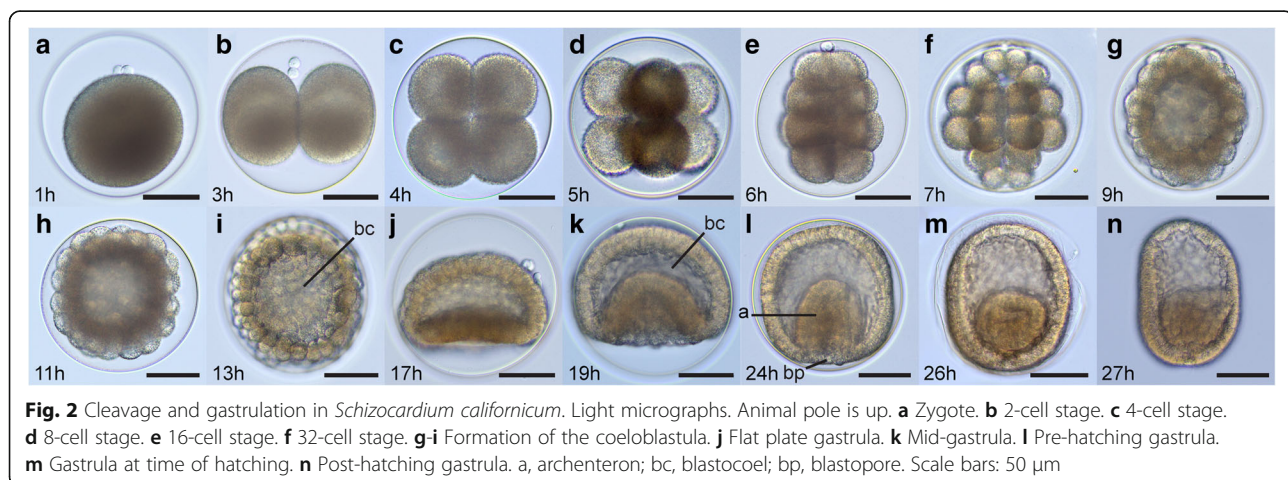 a b c d e f g
1h 3h 4h 5h 6h 7h 9h
h i bc j k bc l m n
a
11h 13h 17h 19h 24h bp 26h 27h
Fig. 2 Cleavage and gastrulation in Schizocardium californicum. Light micrographs. Animal pole is up. a Zygote. b 2-cell stage. c 4-cell stage.
d 8-cell stage. e 16-cell stage. f 32-cell stage. g-i Formation of the coeloblastula. j Flat plate gastrula. k Mid-gastrula. l Pre-hatching gastrula.
m Gastrula at time of hatching. n Post-hatching gastrula. a, archenteron; bc, blastocoel; bp, blastopore. Scale bars: 50 μm